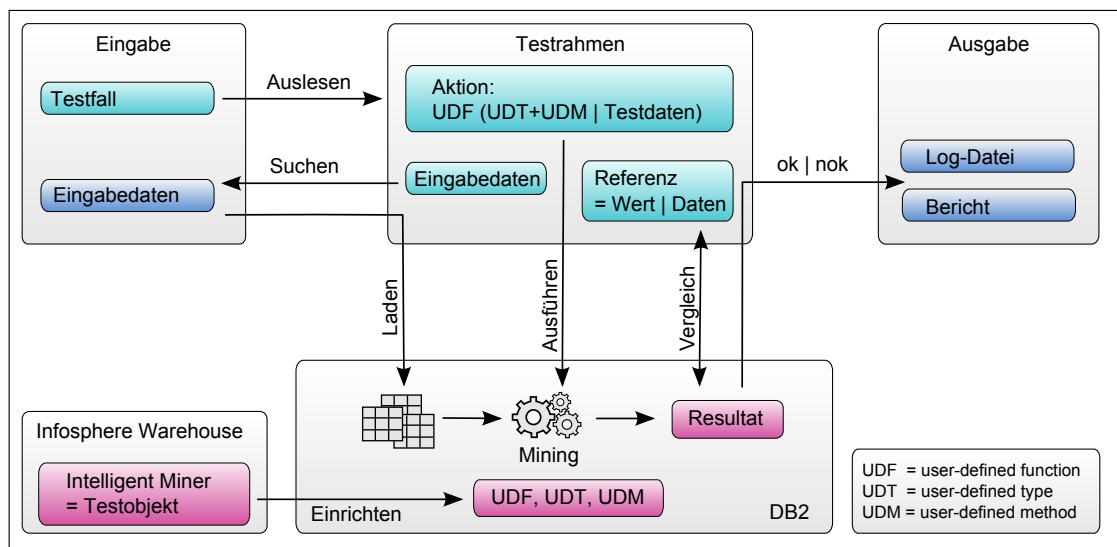 Eingabe
Testfall
Eingabedaten
Auslesen
Suchen
Testrahmen
Aktion:
UDF (UDT+UDM | Testdaten)
Eingabedaten
Referenz
= Wert | Daten
ok | nok
Ausgabe
Log-Datei
Bericht
Laden
Ausführen
Vergleich
Mining
Resultat
UDF, UDT, UDM
DB2
Infosphere Warehouse
Intelligent Miner
= Testobjekt
Einrichten
UDF = user-defined function
UDT = user-defined type
UDM = user-defined method